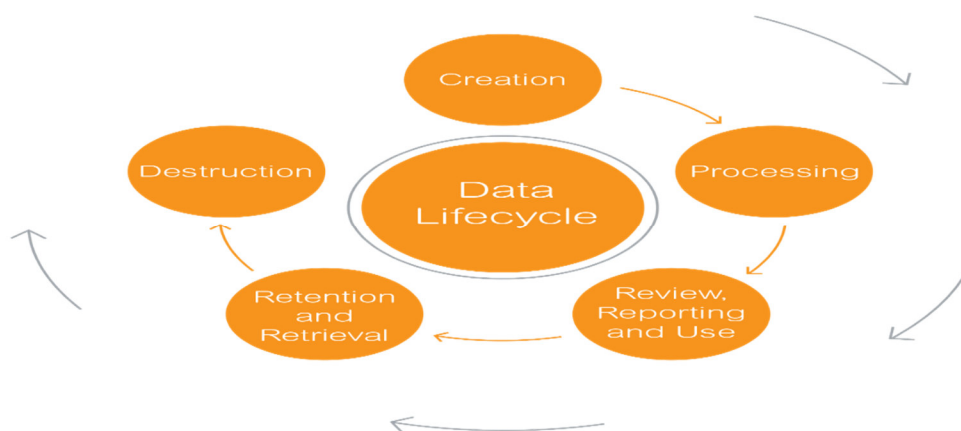 Creation
Processing
Data
Lifecycle
Destruction
Review,
Reporting
and Use
Retention
and
Retrieval